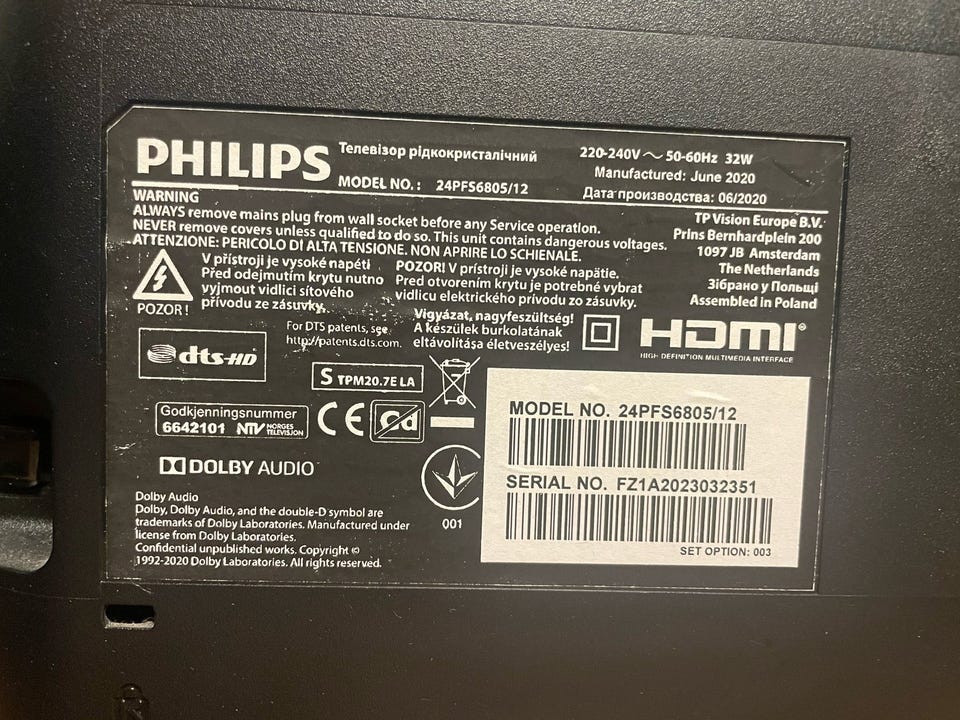 PHILIPS
Телевізор рідкокристалічний
MODEL NO. : 24PFS6805/12
220-240V ~ 50-60Hz 32W
Manufactured: June 2020
Дата производства: 06/2020
WARNING
ALWAYS remove mains plug from wall socket before any Service operation.
NEVER remove covers unless qualified to do so. This unit contains dangerous voltages.
ATTENZIONE: PERICOLO DI ALTA TENSIONE. NON APRIRE LO SCHIENALE.
TP Vision Europe B.V.
Prins Bernhardplein 200
1097 JB Amsterdam
The Netherlands
Зібрано у Польщі
Assembled in Poland
POZOR!
V přístroji je vysoké napětí
Před odejmutím krytu nutno
vyjmout vidlici síťového
přívodu ze zásuvky.
POZOR! V prístroji je vysoké napätie.
Pred otvorením krytu je potrebné vybrat
vidlicu elektrického prívodu zo zásuvky.
Vigyázat, nagyfeszültség!
A készülek burkolatának
eltávolítása életveszélyes!
HDMI®
HIGH-DEFINITION MULTIMEDIA INTERFACE
dts-HD
For DTS patents, see
http://patents.dts.com.
S TPM20.7E LA
Godkjenningsnummer
6642101 NTV NORGES
TELEVISJON
CE
Cd
DOLBY AUDIO™
001
Dolby Audio
Dolby, Dolby Audio, and the double-D symbol are
trademarks of Dolby Laboratories. Manufactured under
license from Dolby Laboratories.
Confidential unpublished works. Copyright ©
1992-2020 Dolby Laboratories. All rights reserved.
MODEL NO. 24PFS6805/12
SERIAL NO. FZ1A2023032351
SET OPTION: 003